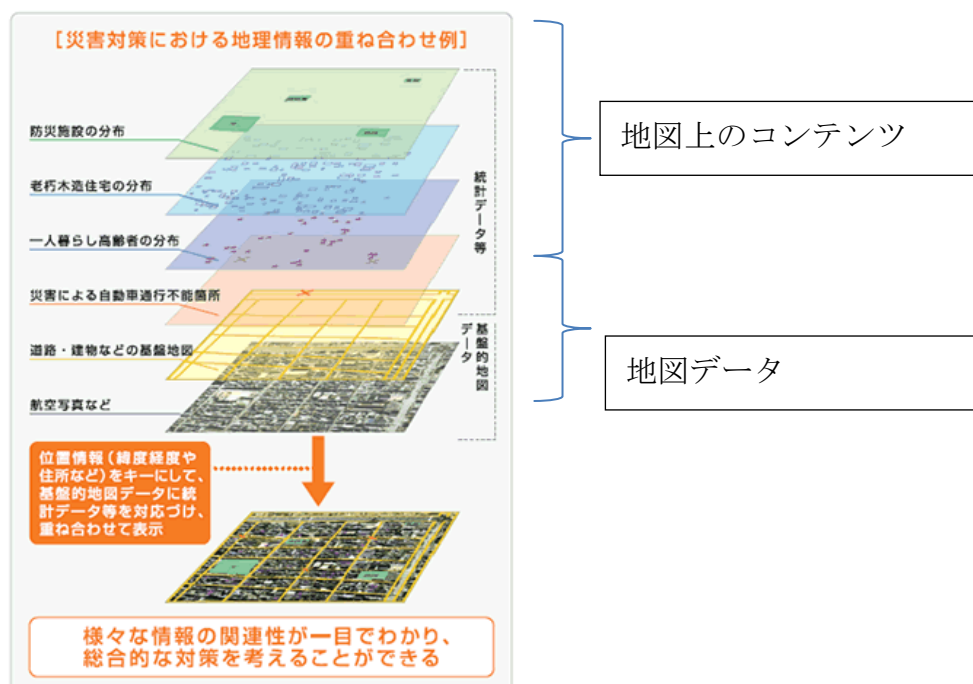 ［災害対策における地理情報の重ね合わせ例］
防災施設の分布
老朽木造住宅の分布
一人暮らし高齢者の分布
災害による自動車通行不能箇所
道路・建物などの基盤地図
航空写真など
統計データ等
基盤的地図
データ
位置情報（緯度経度や
住所など）をキーにして、
基盤的地図データに統
計データ等を対応づけ、
重ね合わせて表示
様々な情報の関連性が一目でわかり、
総合的な対策を考えることができる
地図上のコンテンツ
地図データ